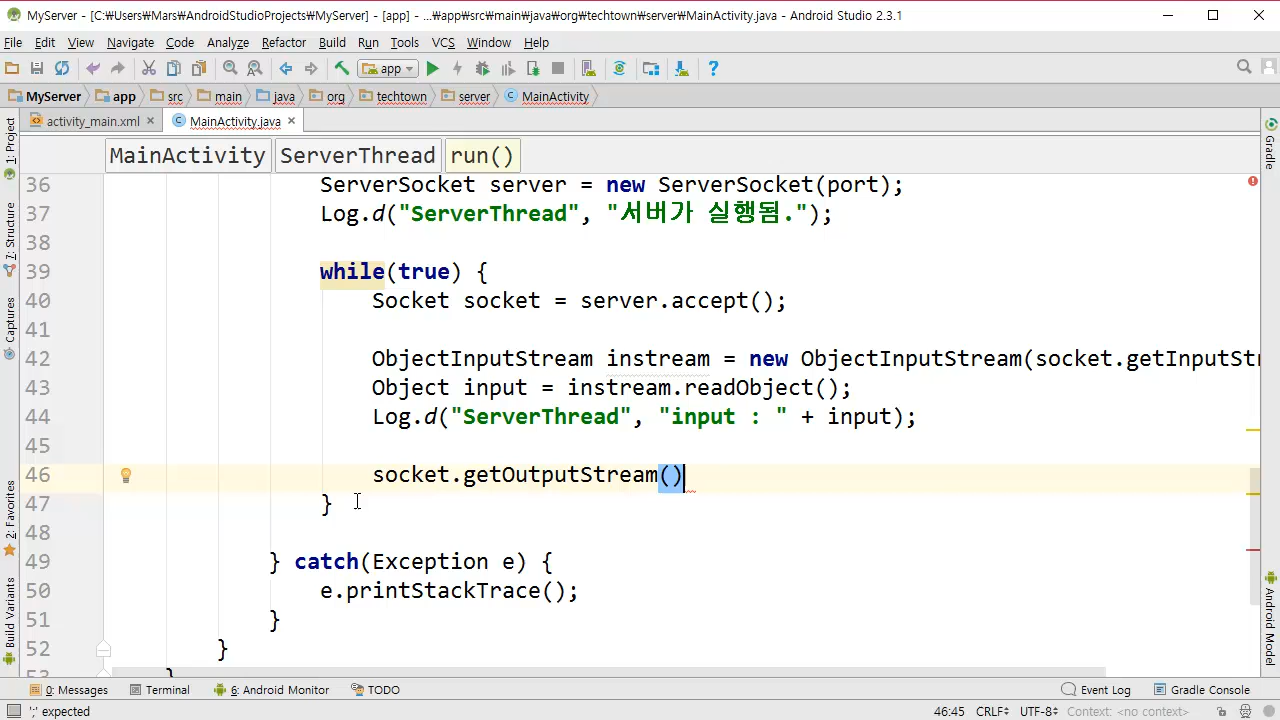 MyServer - [C:₩Users₩Mars₩AndroidStudioProjects₩MyServer] - [app] - ...₩app₩src₩main₩java₩org₩techtown₩server₩MainActivity.java - Android Studio 2.3.1
File Edit View Navigate Code Analyze Refactor Build Run Tools VCS Window Help
app
MyServer app src main java org techtown server MainActivity
activity_main.xml MainActivity.java
MainActivity ServerThread run()
1: Project
7: Structure
Captures
2: Favorites
Build Variants
Gradle
Android Model
36 ServerSocket server = new ServerSocket(port);
37 Log.d("ServerThread", "서버가 실행됨.");
38
39 while(true) {
40 Socket socket = server.accept();
41
42 ObjectInputStream instream = new ObjectInputStream(socket.getInputStr
43 Object input = instream.readObject();
44 Log.d("ServerThread", "input : " + input);
45
46 socket.getOutputStream()
47 }
48
49 } catch(Exception e) {
50 e.printStackTrace();
51 }
52 }
53 }
0: Messages Terminal 6: Android Monitor TODO Event Log Gradle Console
';' expected 46:45 CRLF UTF-8 Context: <no context>